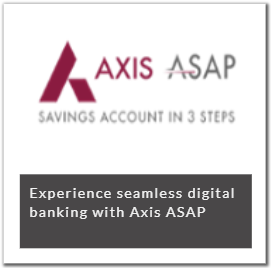 AXIS ASAP
SAVINGS ACCOUNT IN 3 STEPS
Experience seamless digital
banking with Axis ASAP